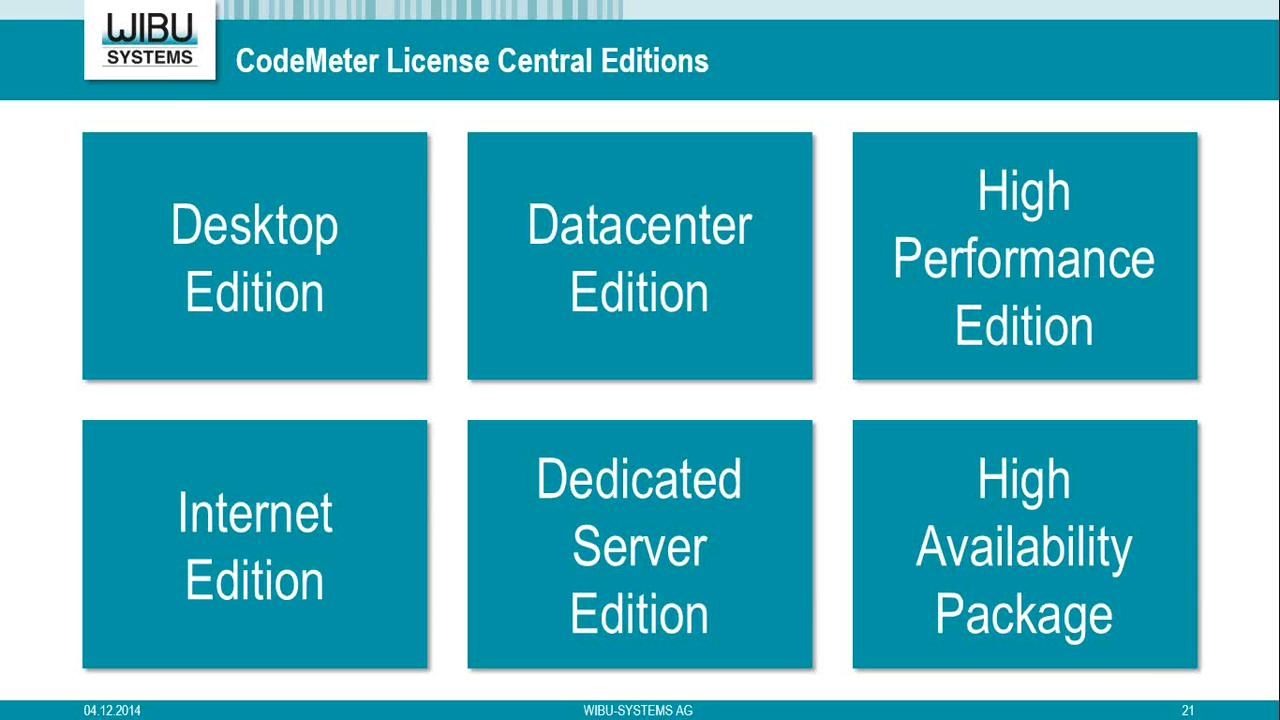 WIBU
SYSTEMS
CodeMeter License Central Editions
Desktop
Edition
Datacenter
Edition
High
Performance
Edition
Internet
Edition
Dedicated
Server
Edition
High
Availability
Package
04.12.2014
WIBU-SYSTEMS AG
21